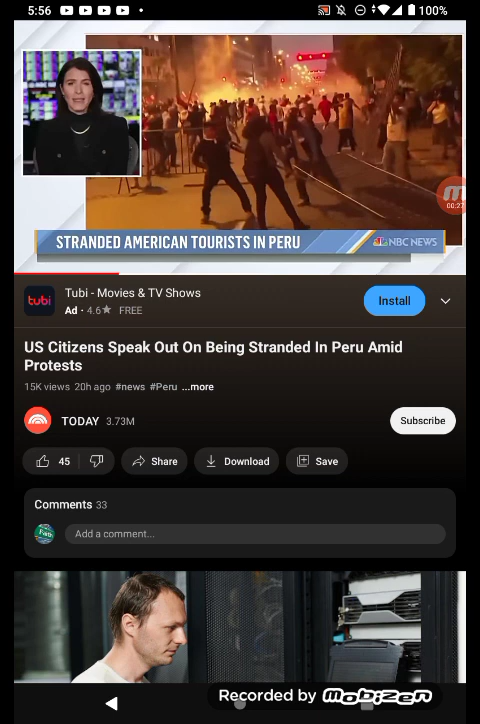 5:56
100%
00:27
STRANDED AMERICAN TOURISTS IN PERU
NBC NEWS
tubi
Tubi - Movies & TV Shows
Ad · 4.6★ FREE
Install
US Citizens Speak Out On Being Stranded In Peru Amid
Protests
15K views 20h ago #news #Peru ...more
TODAY 3.73M
Subscribe
45
Share
Download
Save
Comments 33
Add a comment...
Recorded by Mobizen